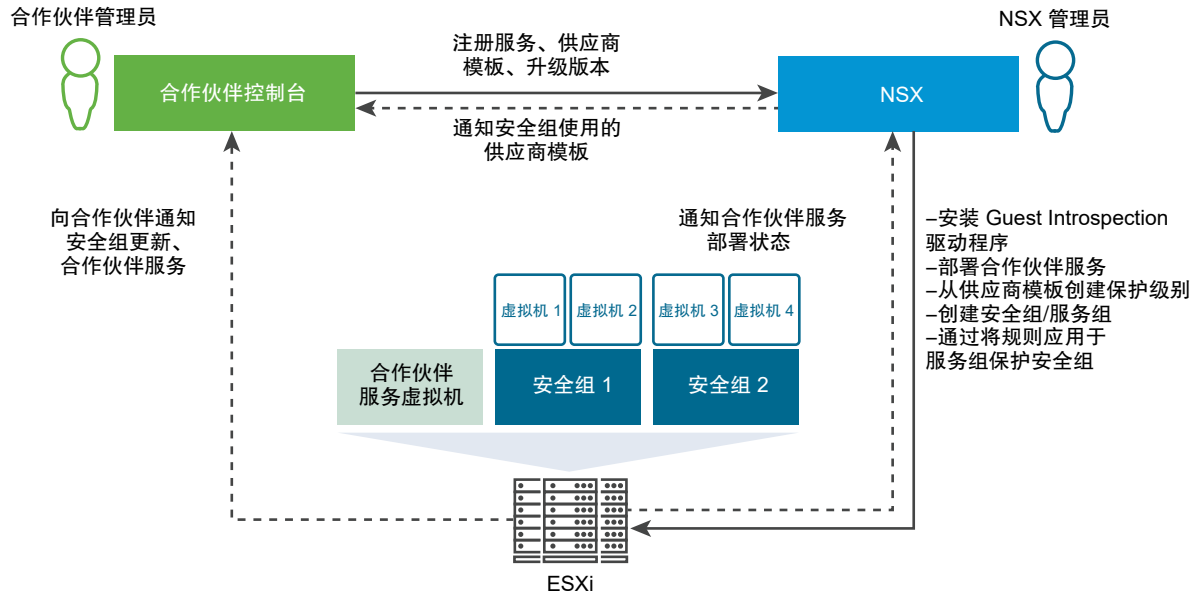 合作伙伴管理员
NSX 管理员
注册服务、供应商
模板、升级版本
合作伙伴控制台
NSX
通知安全组使用的
供应商模板
向合作伙伴通知
安全组更新、
合作伙伴服务
通知合作伙伴服务
部署状态
–安装 Guest Introspection
驱动程序
–部署合作伙伴服务
–从供应商模板创建保护级别
–创建安全组/服务组
–通过将规则应用于
服务组保护安全组
虚拟机 1
虚拟机 2
虚拟机 3
虚拟机 4
合作伙伴
服务虚拟机
安全组 1
安全组 2
ESXi